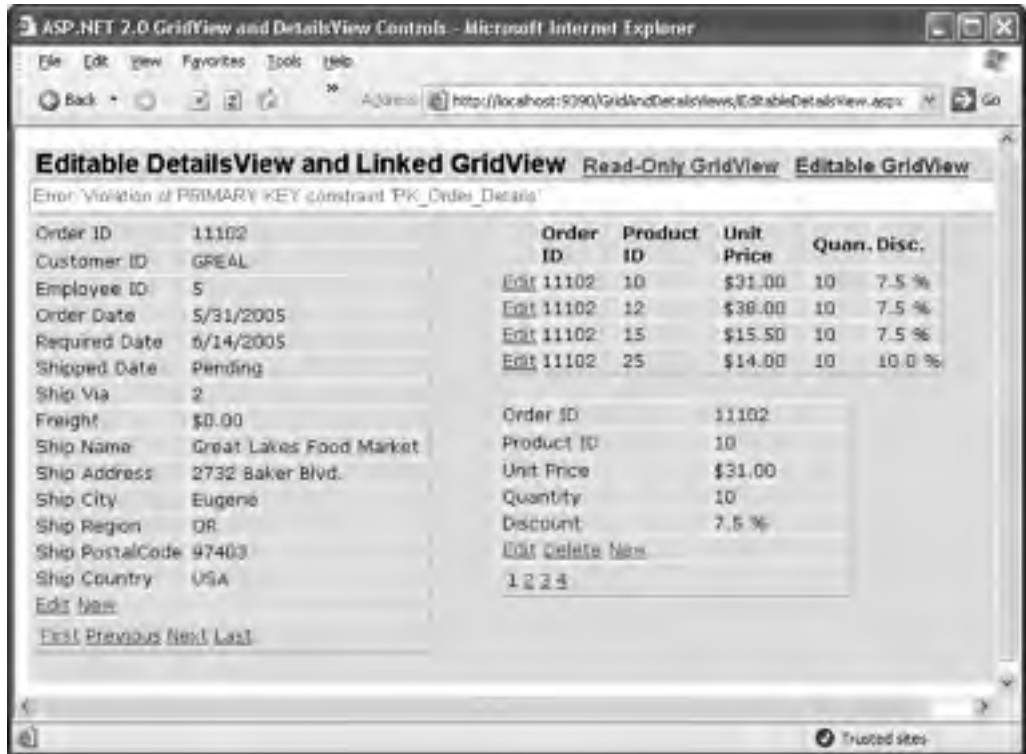 ASP.NET 2.0 GridView and DetailsView Controls - Microsoft Internet Explorer
File Edit View Favorites Tools Help
Back » Address http://localhost:9090/GridAndDetailsViews/EditableDetailsView.aspx Go
Editable DetailsView and Linked GridView Read-Only GridView Editable GridView
Error: 'Violation of PRIMARY KEY constraint 'PK_Order_Details'
Order ID 11102
Customer ID GREAL
Employee ID 5
Order Date 5/31/2005
Required Date 6/14/2005
Shipped Date Pending
Ship Via 2
Freight $0.00
Ship Name Great Lakes Food Market
Ship Address 2732 Baker Blvd.
Ship City Eugene
Ship Region OR
Ship PostalCode 97403
Ship Country USA
Edit New
First Previous Next Last
Order ID Product ID Unit Price Quan. Disc.
Edit 11102 10 $31.00 10 7.5 %
Edit 11102 12 $38.00 10 7.5 %
Edit 11102 15 $15.50 10 7.5 %
Edit 11102 25 $14.00 10 10.0 %
Order ID 11102
Product ID 10
Unit Price $31.00
Quantity 10
Discount 7.5 %
Edit Delete New
1 2 3 4
Trusted sites